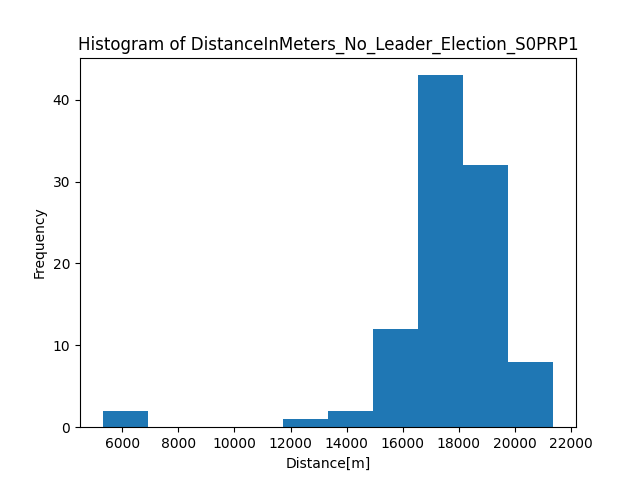 Histogram of DistanceInMeters_No_Leader_Election_S0PRP1
40
30
20
10
0
Frequency
6000 8000 10000 12000 14000 16000 18000 20000 22000
Distance[m]